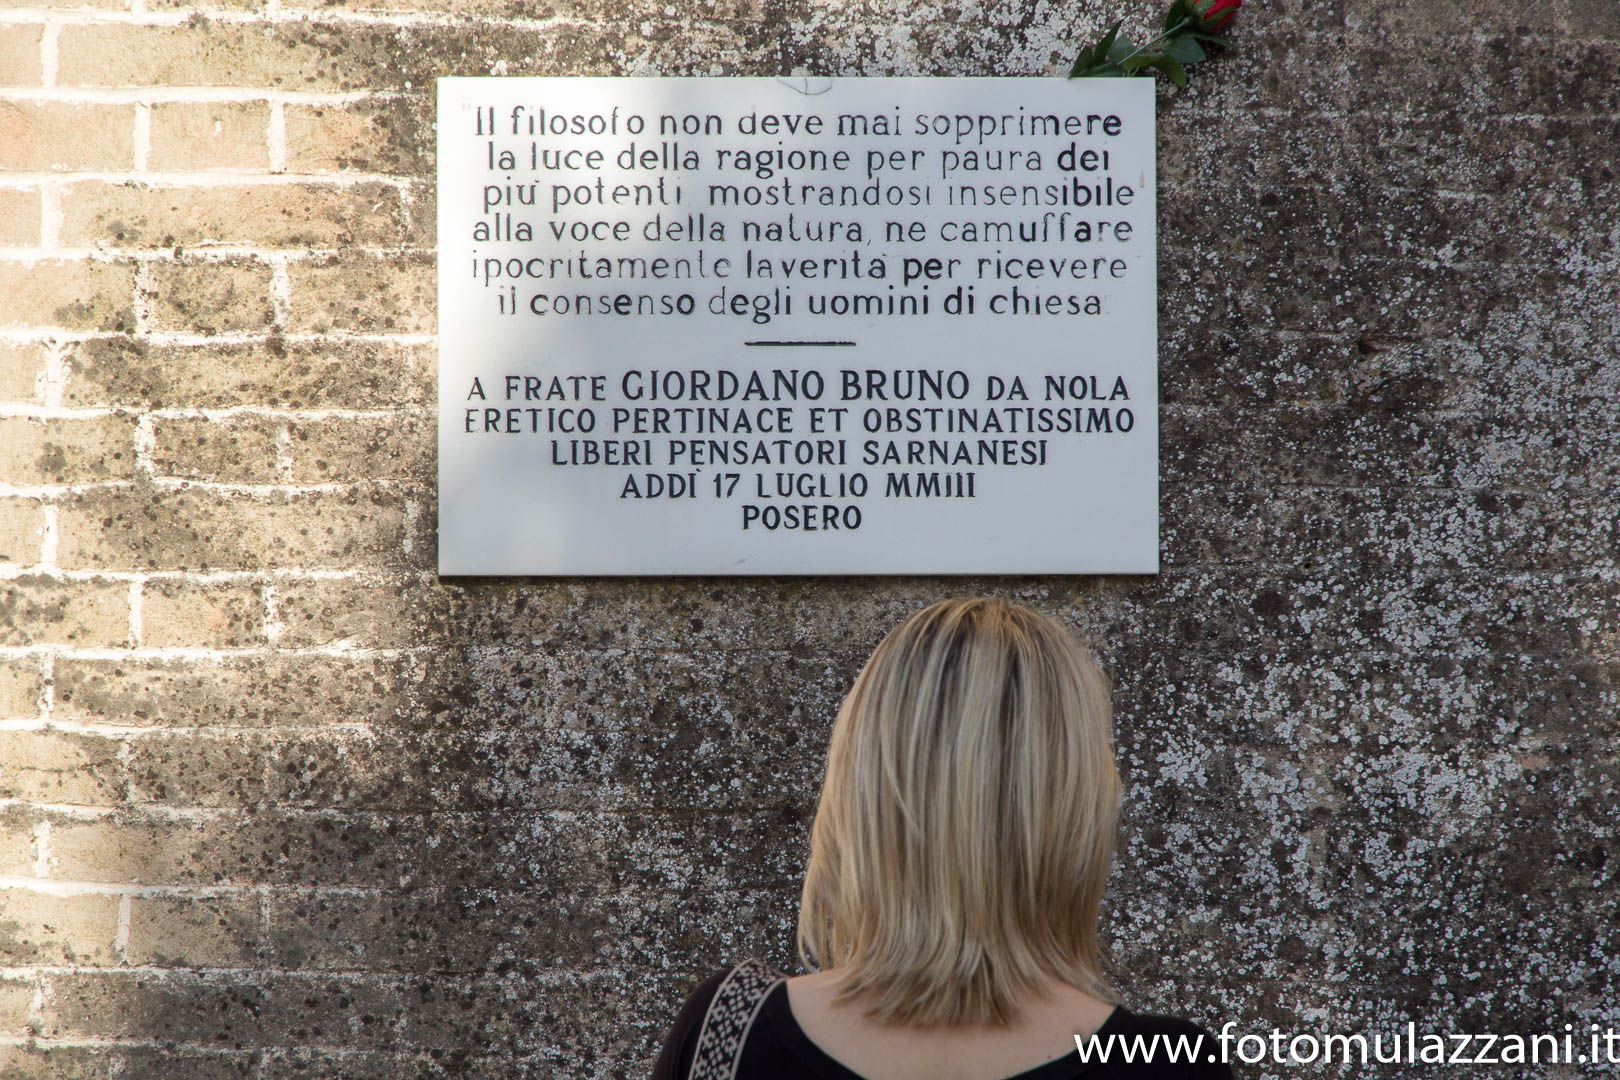 "Il filosofo non deve mai sopprimere
la luce della ragione per paura dei
più potenti mostrandosi insensibile
alla voce della natura, ne camuffare
ipocritamente la verità per ricevere
il consenso degli uomini di chiesa"
A FRATE GIORDANO BRUNO DA NOLA
ERETICO PERTINACE ET OBSTINATISSIMO
LIBERI PENSATORI SARNANESI
ADDÌ 17 LUGLIO MMIII
POSERO
www.fotomulazzani.it